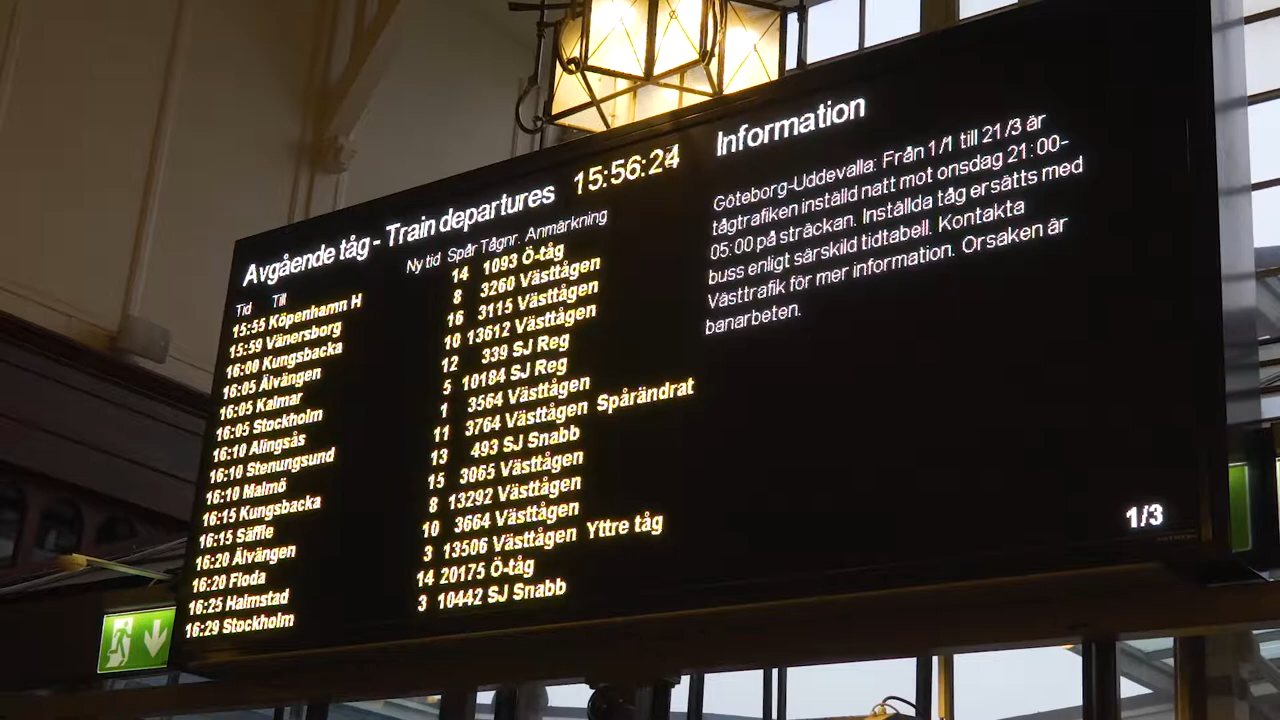 Avgående tåg - Train departures 15:56:24
Tid Till Ny tid Spår Tågnr. Anmärkning
15:55 Köpenhamn H 14 1093 Ö-tåg
15:59 Vänersborg 8 3260 Västtågen
16:00 Kungsbacka 16 3115 Västtågen
16:05 Älvängen 10 13612 Västtågen
16:05 Kalmar 12 339 SJ Reg
16:05 Stockholm 5 10184 SJ Reg
16:10 Alingsås 1 3564 Västtågen
16:10 Stenungsund 11 3764 Västtågen Spårändrat
16:10 Malmö 13 493 SJ Snabb
16:15 Kungsbacka 15 3065 Västtågen
16:15 Säffle 8 13292 Västtågen
16:20 Älvängen 10 3664 Västtågen
16:20 Floda 3 13506 Västtågen Yttre tåg
16:25 Halmstad 14 20175 Ö-tåg
16:29 Stockholm 3 10442 SJ Snabb
Information
Göteborg-Uddevalla: Från 1/1 till 21/3 är
tågtrafiken inställd natt mot onsdag 21:00-
05:00 på sträckan. Inställda tåg ersätts med
buss enligt särskild tidtabell. Kontakta
Västtrafik för mer information. Orsaken är
banarbeten.
1/3